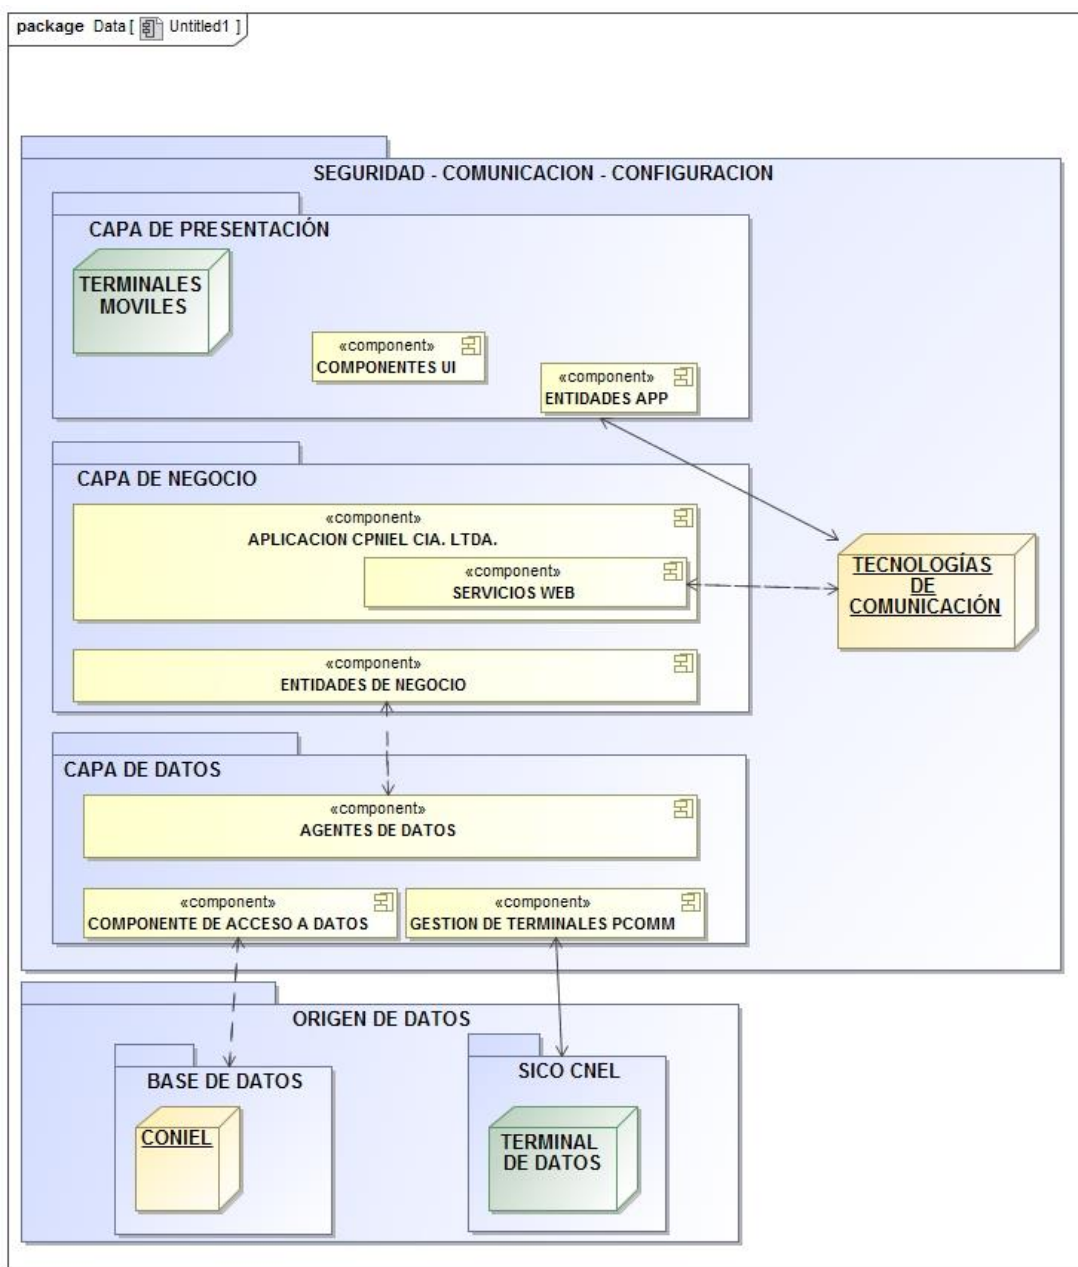 package Data [ Untitled1 ]
SEGURIDAD - COMUNICACION - CONFIGURACION
CAPA DE PRESENTACIÓN
TERMINALES
MOVILES
«component»
COMPONENTES UI
«component»
ENTIDADES APP
CAPA DE NEGOCIO
«component»
APLICACION CPNIEL CIA. LTDA.
«component»
SERVICIOS WEB
TECNOLOGÍAS
DE
COMUNICACIÓN
«component»
ENTIDADES DE NEGOCIO
CAPA DE DATOS
«component»
AGENTES DE DATOS
«component»
COMPONENTE DE ACCESO A DATOS
«component»
GESTION DE TERMINALES PCOMM
ORIGEN DE DATOS
BASE DE DATOS
CONIEL
SICO CNEL
TERMINAL
DE DATOS